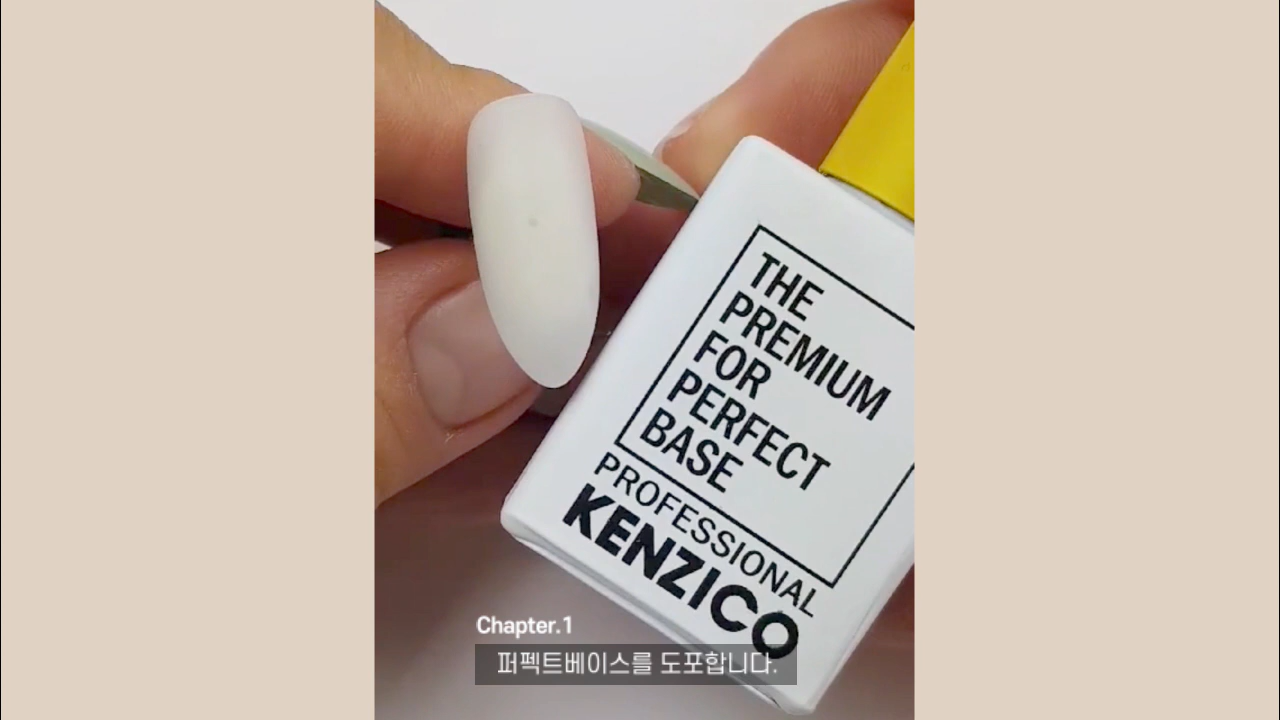 THE
PREMIUM
FOR
PERFECT
BASE
PROFESSIONAL
KENZICO
Chapter.1
퍼펙트베이스를 도포합니다.